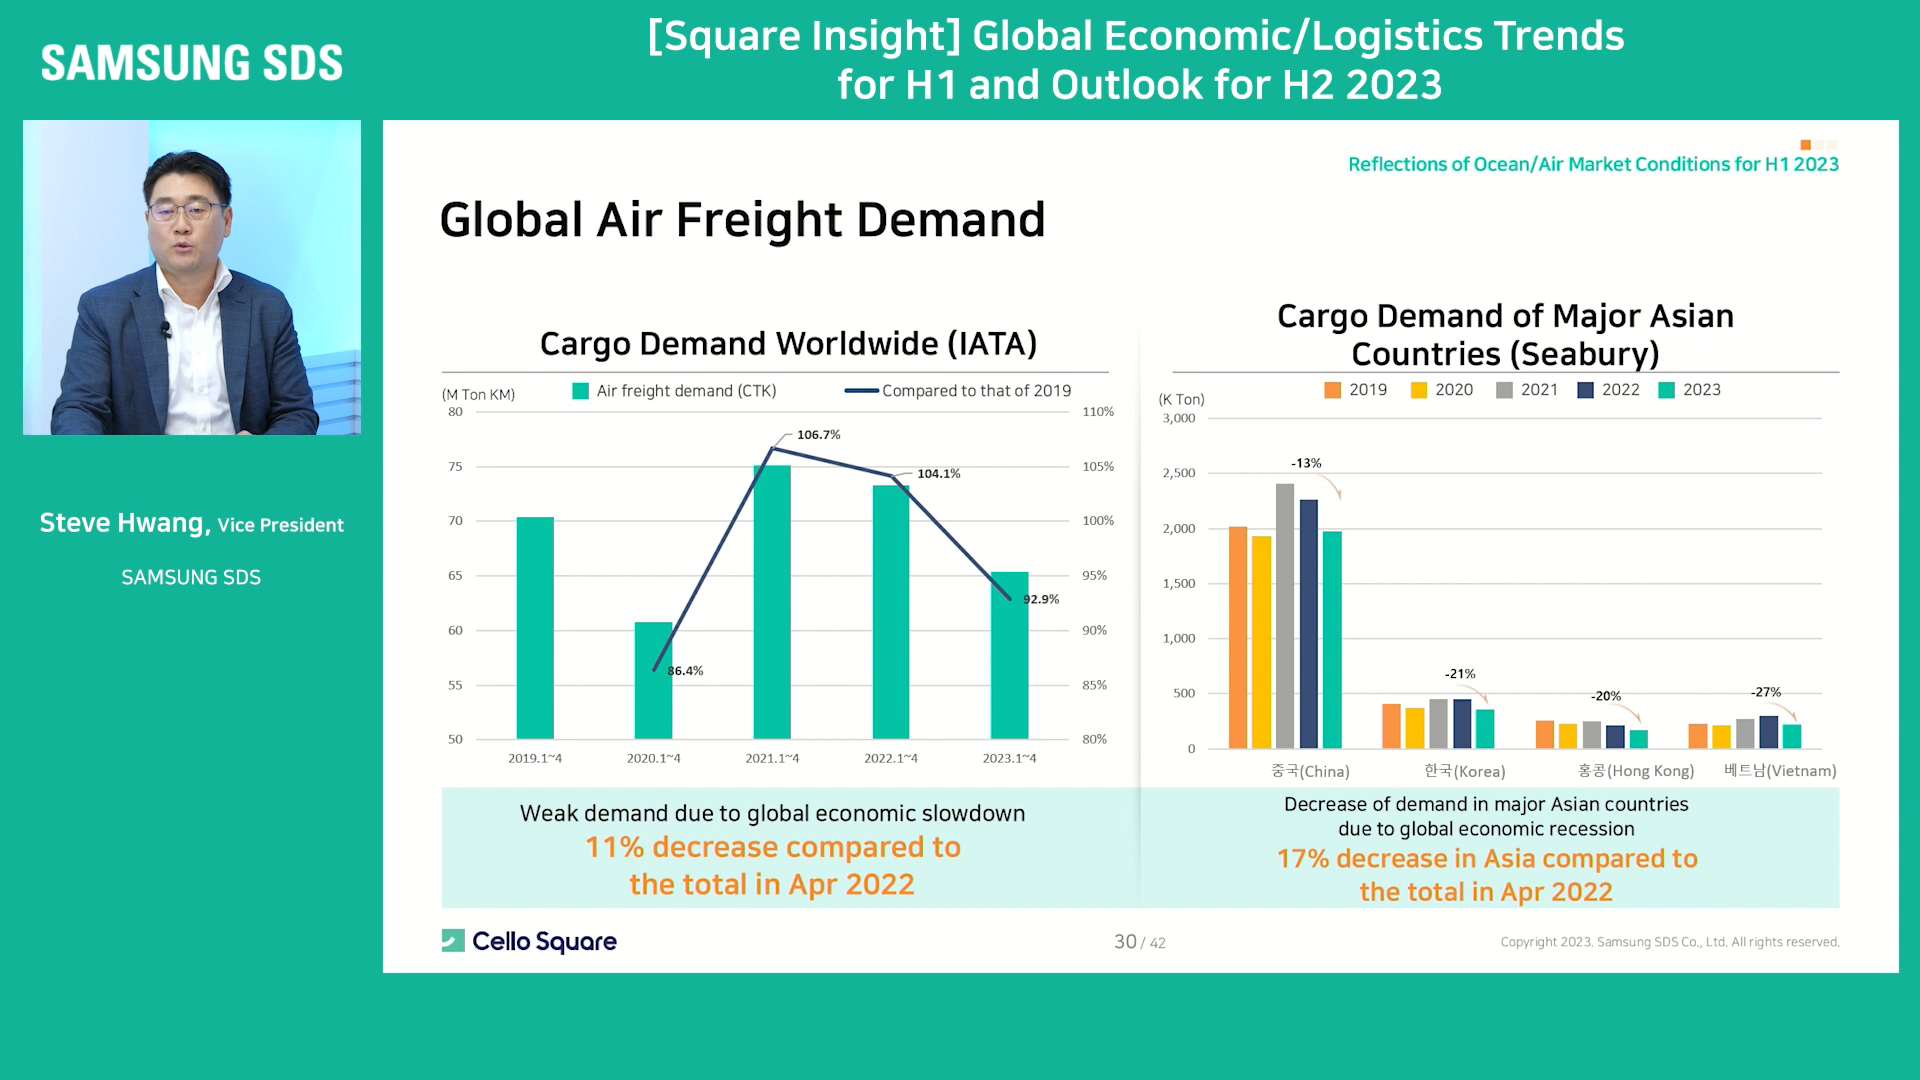 SAMSUNG SDS
[Square Insight] Global Economic/Logistics Trends
for H1 and Outlook for H2 2023
Steve Hwang, Vice President
SAMSUNG SDS
Reflections of Ocean/Air Market Conditions for H1 2023
Global Air Freight Demand
Cargo Demand Worldwide (IATA)
(M Ton KM)
Air freight demand (CTK)
Compared to that of 2019
80
75
70
65
60
55
50
110%
105%
100%
95%
90%
85%
80%
86.4%
106.7%
104.1%
92.9%
2019.1~4
2020.1~4
2021.1~4
2022.1~4
2023.1~4
Weak demand due to global economic slowdown
11% decrease compared to
the total in Apr 2022
Cargo Demand of Major Asian
Countries (Seabury)
(K Ton)
2019
2020
2021
2022
2023
3,000
2,500
2,000
1,500
1,000
500
0
-13%
-21%
-20%
-27%
중국(China)
한국(Korea)
홍콩(Hong Kong)
베트남(Vietnam)
Decrease of demand in major Asian countries
due to global economic recession
17% decrease in Asia compared to
the total in Apr 2022
Cello Square
30 / 42
Copyright 2023. Samsung SDS Co., Ltd. All rights reserved.